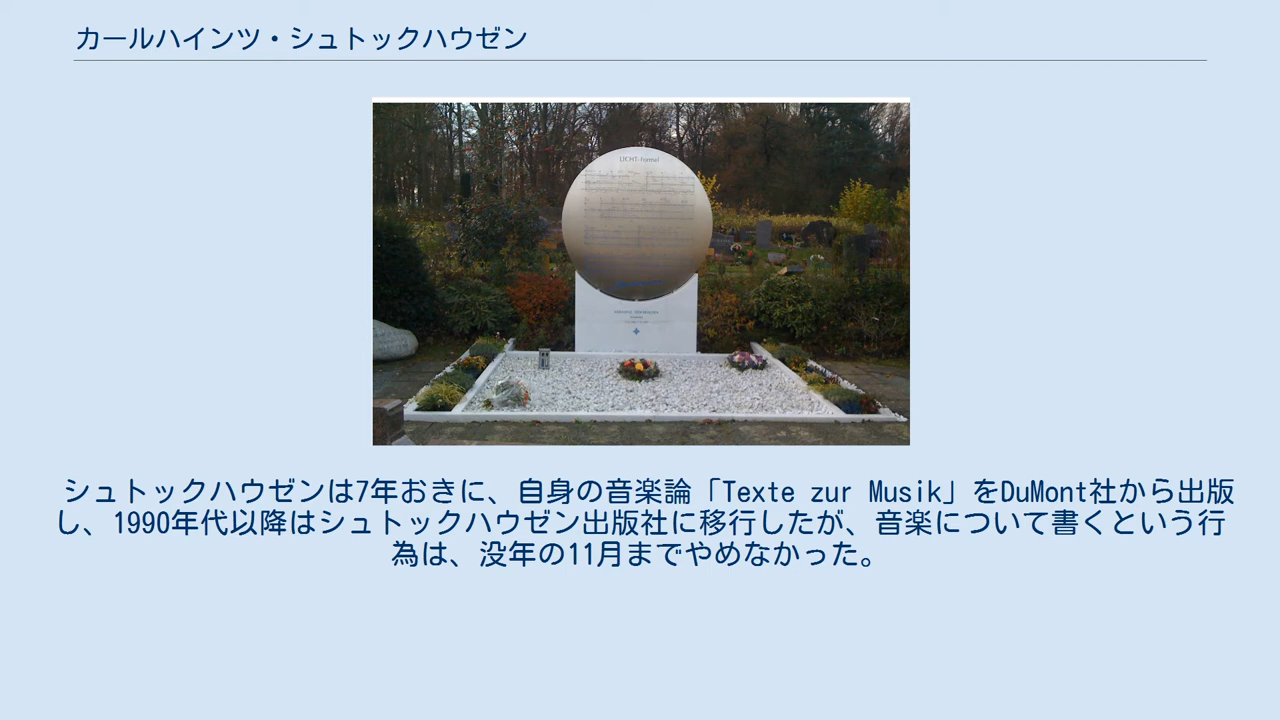 カールハインツ・シュトックハウゼン
LICHT-Formel
シュトックハウゼンは7年おきに、自身の音楽論「Texte zur Musik」をDuMont社から出版
し、1990年代以降はシュトックハウゼン出版社に移行したが、音楽について書くという行
為は、没年の11月までやめなかった。